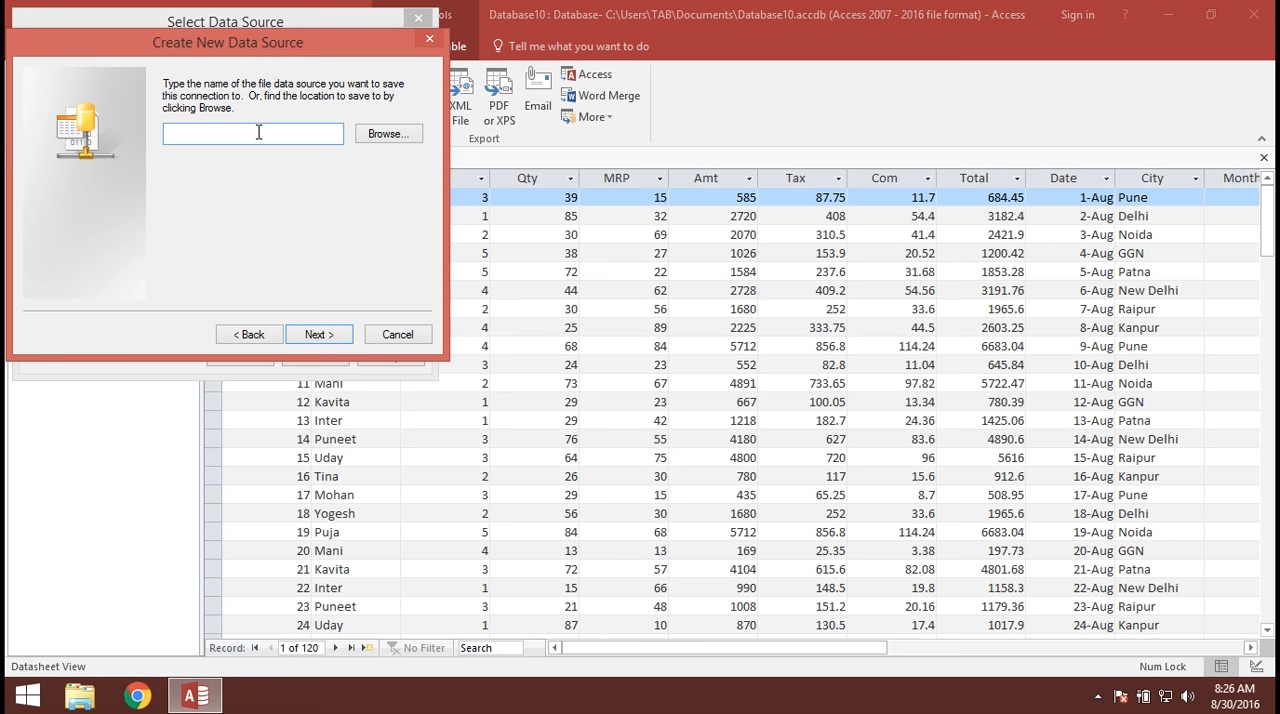 Select Data Source
Create New Data Source
Database10 : Database- C:\Users\TAB\Documents\Database10.accdb (Access 2007 - 2016 file format) - Access
Sign in
?
Tell me what you want to do
Type the name of the file data source you want to save
this connection to. Or, find the location to save to by
clicking Browse.
Browse...
< Back
Next >
Cancel
XML
File
PDF
or XPS
Email
Access
Word Merge
More
Export
Qty MRP Amt Tax Com Total Date City Month
3 39 15 585 87.75 11.7 684.45 1-Aug Pune
1 85 32 2720 408 54.4 3182.4 2-Aug Delhi
2 30 69 2070 310.5 41.4 2421.9 3-Aug Noida
5 38 27 1026 153.9 20.52 1200.42 4-Aug GGN
5 72 22 1584 237.6 31.68 1853.28 5-Aug Patna
4 44 62 2728 409.2 54.56 3191.76 6-Aug New Delhi
2 30 56 1680 252 33.6 1965.6 7-Aug Raipur
4 25 89 2225 333.75 44.5 2603.25 8-Aug Kanpur
4 68 84 5712 856.8 114.24 6683.04 9-Aug Pune
3 24 23 552 82.8 11.04 645.84 10-Aug Delhi
11 Mani 2 73 67 4891 733.65 97.82 5722.47 11-Aug Noida
12 Kavita 1 29 23 667 100.05 13.34 780.39 12-Aug GGN
13 Inter 1 29 42 1218 182.7 24.36 1425.06 13-Aug Patna
14 Puneet 3 76 55 4180 627 83.6 4890.6 14-Aug New Delhi
15 Uday 3 64 75 4800 720 96 5616 15-Aug Raipur
16 Tina 2 26 30 780 117 15.6 912.6 16-Aug Kanpur
17 Mohan 3 29 15 435 65.25 8.7 508.95 17-Aug Pune
18 Yogesh 2 56 30 1680 252 33.6 1965.6 18-Aug Delhi
19 Puja 5 84 68 5712 856.8 114.24 6683.04 19-Aug Noida
20 Mani 4 13 13 169 25.35 3.38 197.73 20-Aug GGN
21 Kavita 3 72 57 4104 615.6 82.08 4801.68 21-Aug Patna
22 Inter 1 15 66 990 148.5 19.8 1158.3 22-Aug New Delhi
23 Puneet 3 21 48 1008 151.2 20.16 1179.36 23-Aug Raipur
24 Uday 1 87 10 870 130.5 17.4 1017.9 24-Aug Kanpur
Record: 1 of 120 No Filter Search
Datasheet View
Num Lock
8:26 AM
8/30/2016